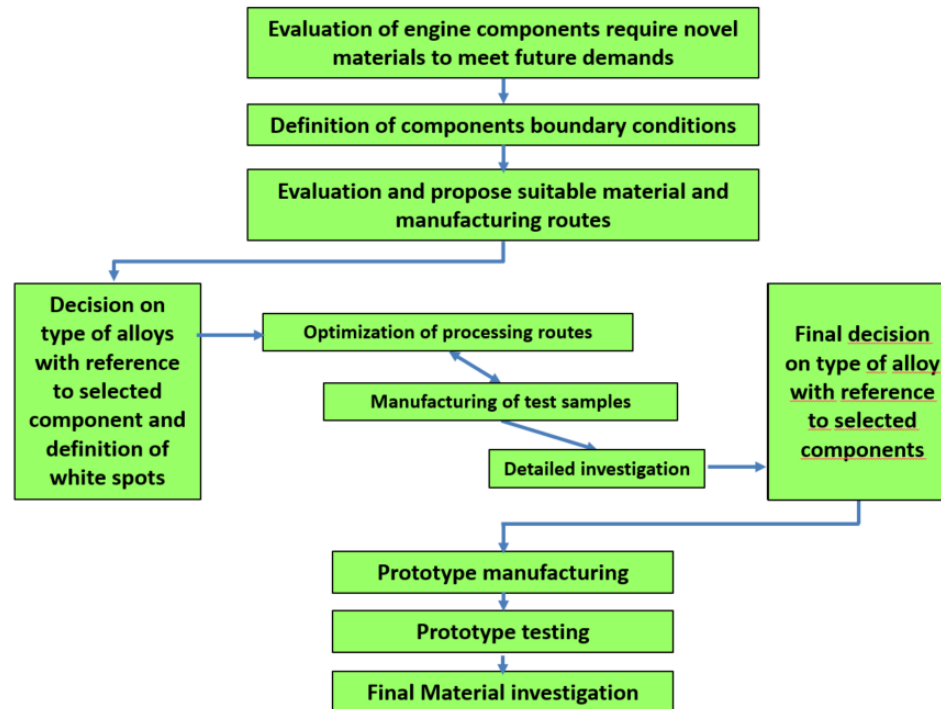 Evaluation of engine components require novel
materials to meet future demands
Definition of components boundary conditions
Evaluation and propose suitable material and
manufacturing routes
Decision on
type of alloys
with reference
to selected
component and
definition of
white spots
Optimization of processing routes
Manufacturing of test samples
Detailed investigation
Final decision
on type of alloy
with reference
to selected
components
Prototype manufacturing
Prototype testing
Final Material investigation